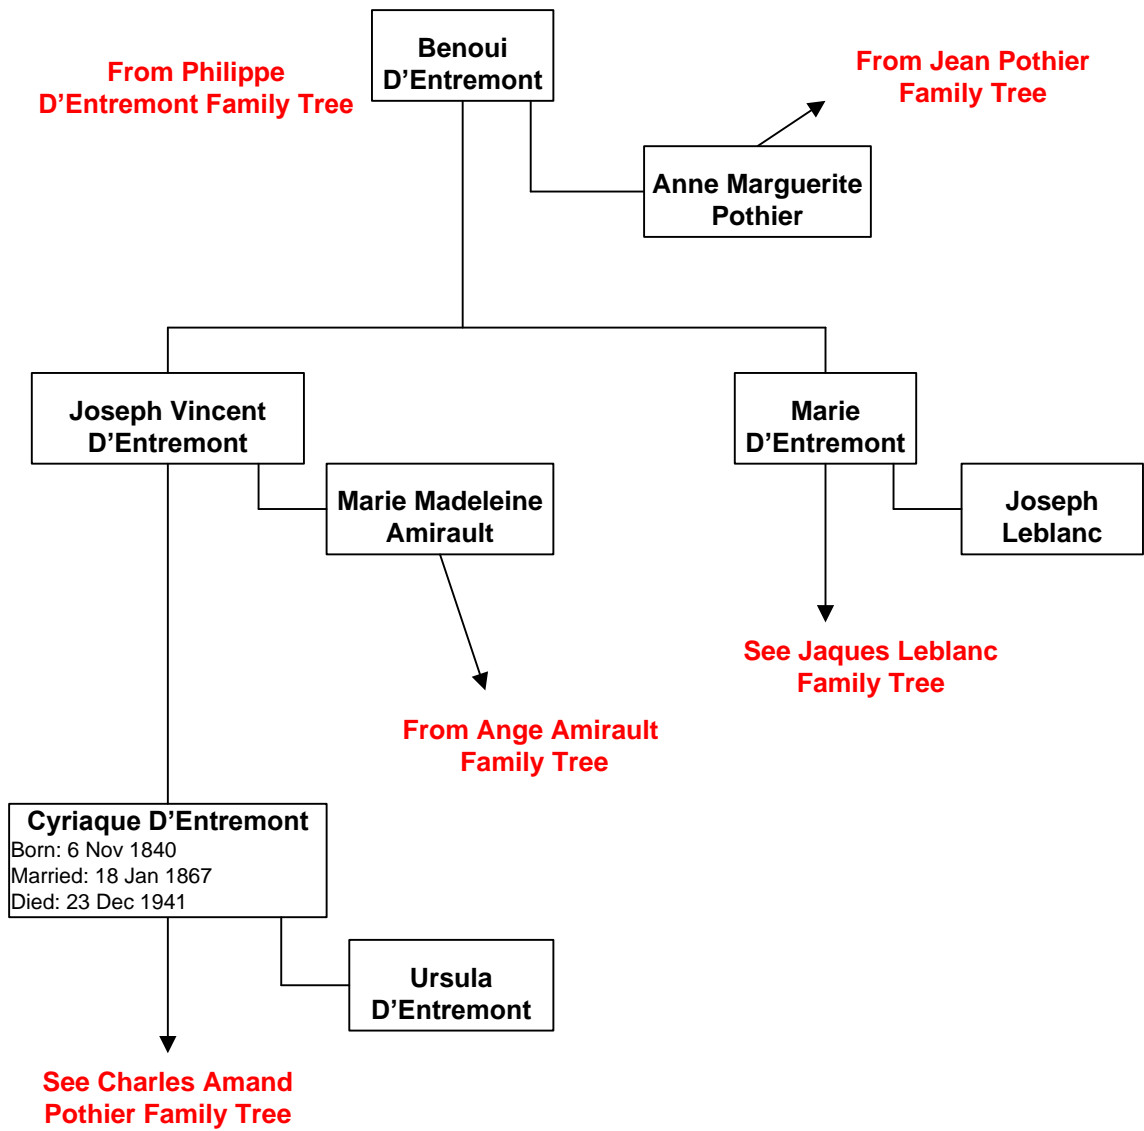 Benoui
D'Entremont
From Philippe
D'Entremont Family Tree
From Jean Pothier
Family Tree
Anne Marguerite
Pothier
Joseph Vincent
D'Entremont
Marie
D'Entremont
Marie Madeleine
Amirault
Joseph
Leblanc
See Jaques Leblanc
Family Tree
From Ange Amirault
Family Tree
Cyriaque D'Entremont
Born: 6 Nov 1840
Married: 18 Jan 1867
Died: 23 Dec 1941
Ursula
D'Entremont
See Charles Amand
Pothier Family Tree